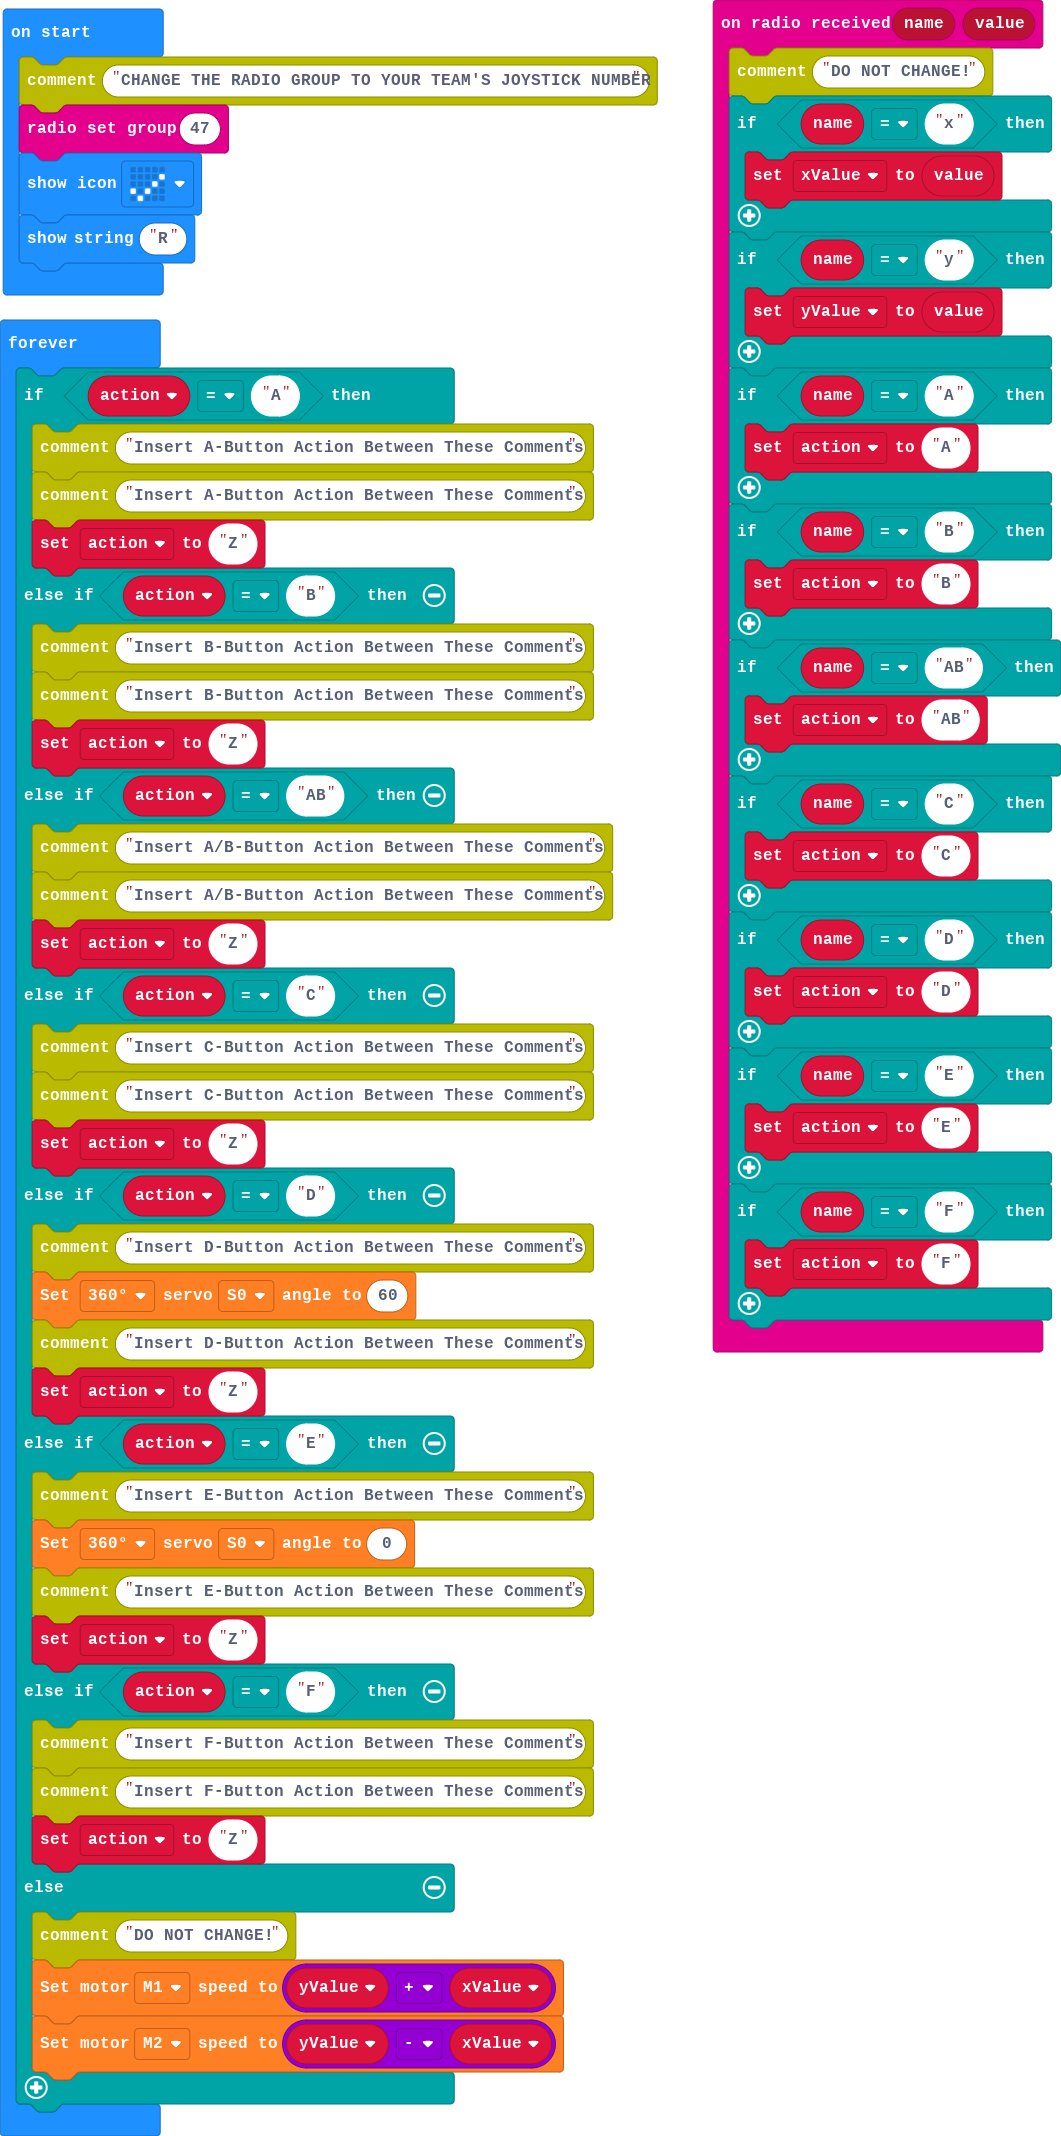 on start
comment "CHANGE THE RADIO GROUP TO YOUR TEAM'S JOYSTICK NUMBER"
radio set group 47
show icon
show string "R"
forever
if action = "A" then
comment "Insert A-Button Action Between These Comments"
comment "Insert A-Button Action Between These Comments"
set action to "Z"
else if action = "B" then
comment "Insert B-Button Action Between These Comments"
comment "Insert B-Button Action Between These Comments"
set action to "Z"
else if action = "AB" then
comment "Insert A/B-Button Action Between These Comments"
comment "Insert A/B-Button Action Between These Comments"
set action to "Z"
else if action = "C" then
comment "Insert C-Button Action Between These Comments"
comment "Insert C-Button Action Between These Comments"
set action to "Z"
else if action = "D" then
comment "Insert D-Button Action Between These Comments"
Set 360° servo S0 angle to 60
comment "Insert D-Button Action Between These Comments"
set action to "Z"
else if action = "E" then
comment "Insert E-Button Action Between These Comments"
Set 360° servo S0 angle to 0
comment "Insert E-Button Action Between These Comments"
set action to "Z"
else if action = "F" then
comment "Insert F-Button Action Between These Comments"
comment "Insert F-Button Action Between These Comments"
set action to "Z"
else
comment "DO NOT CHANGE!"
Set motor M1 speed to yValue + xValue
Set motor M2 speed to yValue - xValue
on radio received name value
comment "DO NOT CHANGE!"
if name = "x" then
set xValue to value
if name = "y" then
set yValue to value
if name = "A" then
set action to "A"
if name = "B" then
set action to "B"
if name = "AB" then
set action to "AB"
if name = "C" then
set action to "C"
if name = "D" then
set action to "D"
if name = "E" then
set action to "E"
if name = "F" then
set action to "F"